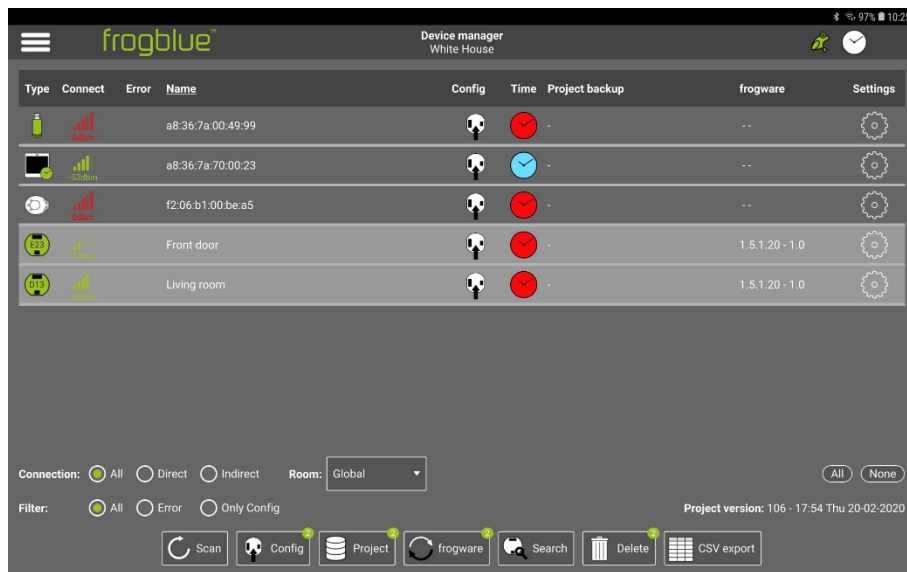 97% 10:2
frogblue™
Device manager
White House
Type Connect Error Name Config Time Project backup frogware Settings
0dbm a8:36:7a:00:49:99 - - -
53dbm a8:36:7a:70:00:23 - - -
0dbm f2:06:b1:00:be:a5 - - -
E23 Front door - 1.5.1.20 - 1.0
D13 Living room - 1.5.1.20 - 1.0
Connection: All Direct Indirect Room: Global All None
Filter: All Error Only Config Project version: 106 - 17:54 Thu 20-02-2020
Scan Config 2 Project 2 frogware 2 Search Delete 2 CSV export